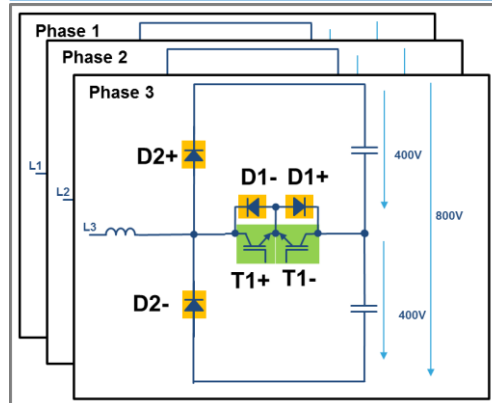 Phase 1
Phase 2
Phase 3
D2+
400V
D1- D1+
L1
L2
800V
L3
T1+ T1-
D2-
400V